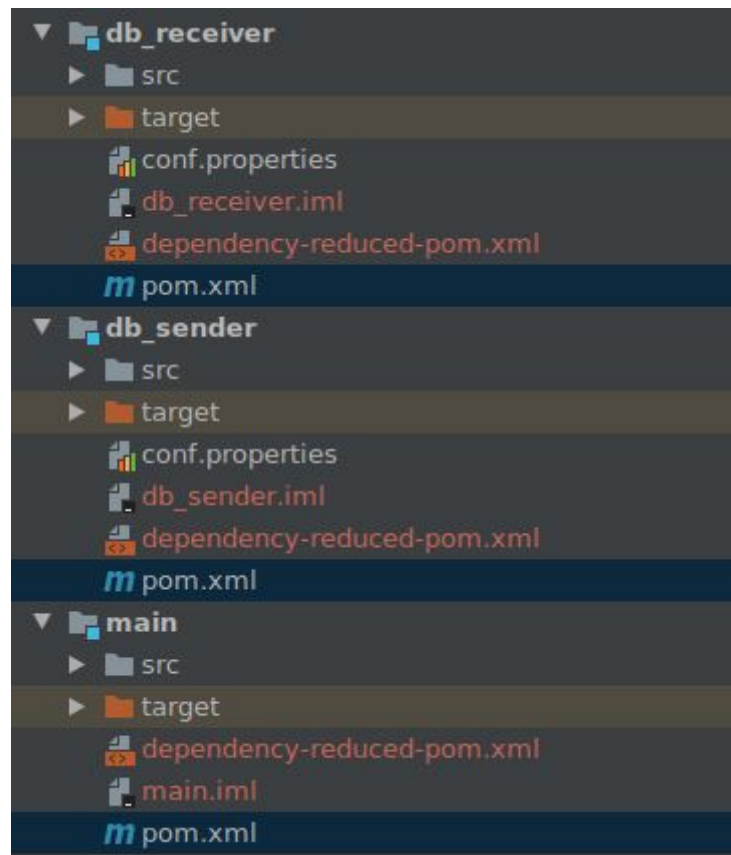 db_receiver
src
target
conf.properties
db_receiver.iml
dependency-reduced-pom.xml
pom.xml
db_sender
src
target
conf.properties
db_sender.iml
dependency-reduced-pom.xml
pom.xml
main
src
target
dependency-reduced-pom.xml
main.iml
pom.xml